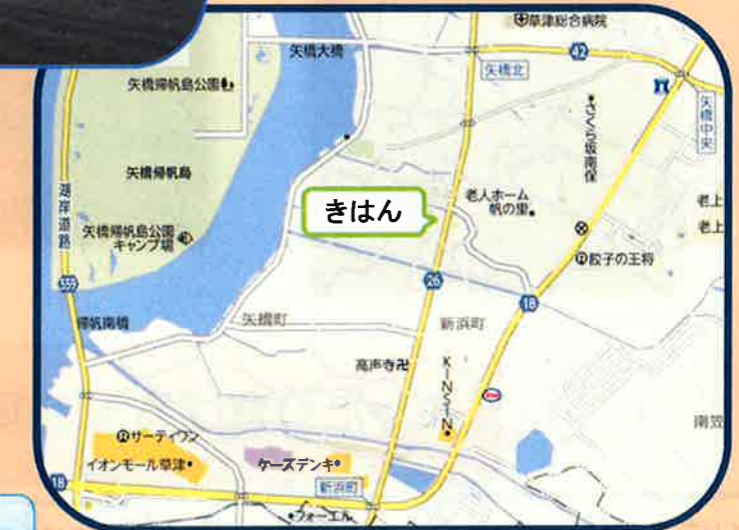 草津総合病院
矢橋大橋
42
矢橋北
矢橋帰帆島公園
矢橋中央
さくら坂南保
矢橋帰帆島
湖岸道路
老人ホーム
帆の里
老上
老上
きはん
矢橋帰帆島公園
キャンプ場
餃子の王将
559
26
18
帰帆南橋
矢橋町
新浜町
高声寺
KINSIN
南笠
サーティワン
イオンモール草津
ケーズデンキ
18
新浜町
フォーエル